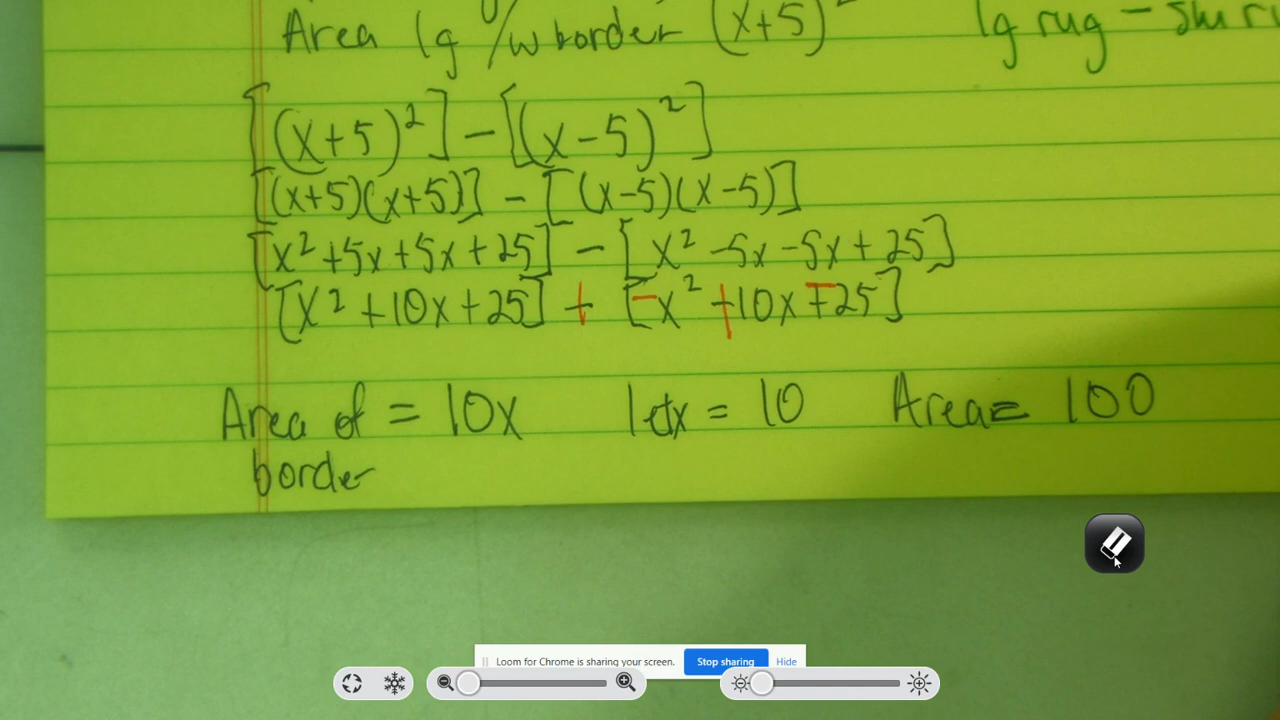 Area lg /w border (x+5)² lg rug - sm ru
[(x+5)²] - [(x-5)²]
[(x+5)(x+5)] - [(x-5)(x-5)]
[x² +5x +5x +25] - [x² -5x -5x + 25]
[x² +10x +25] + [-x² +10x -25]
Area of = 10x let x = 10 Area = 100
border
Loom for Chrome is sharing your screen. Stop sharing Hide